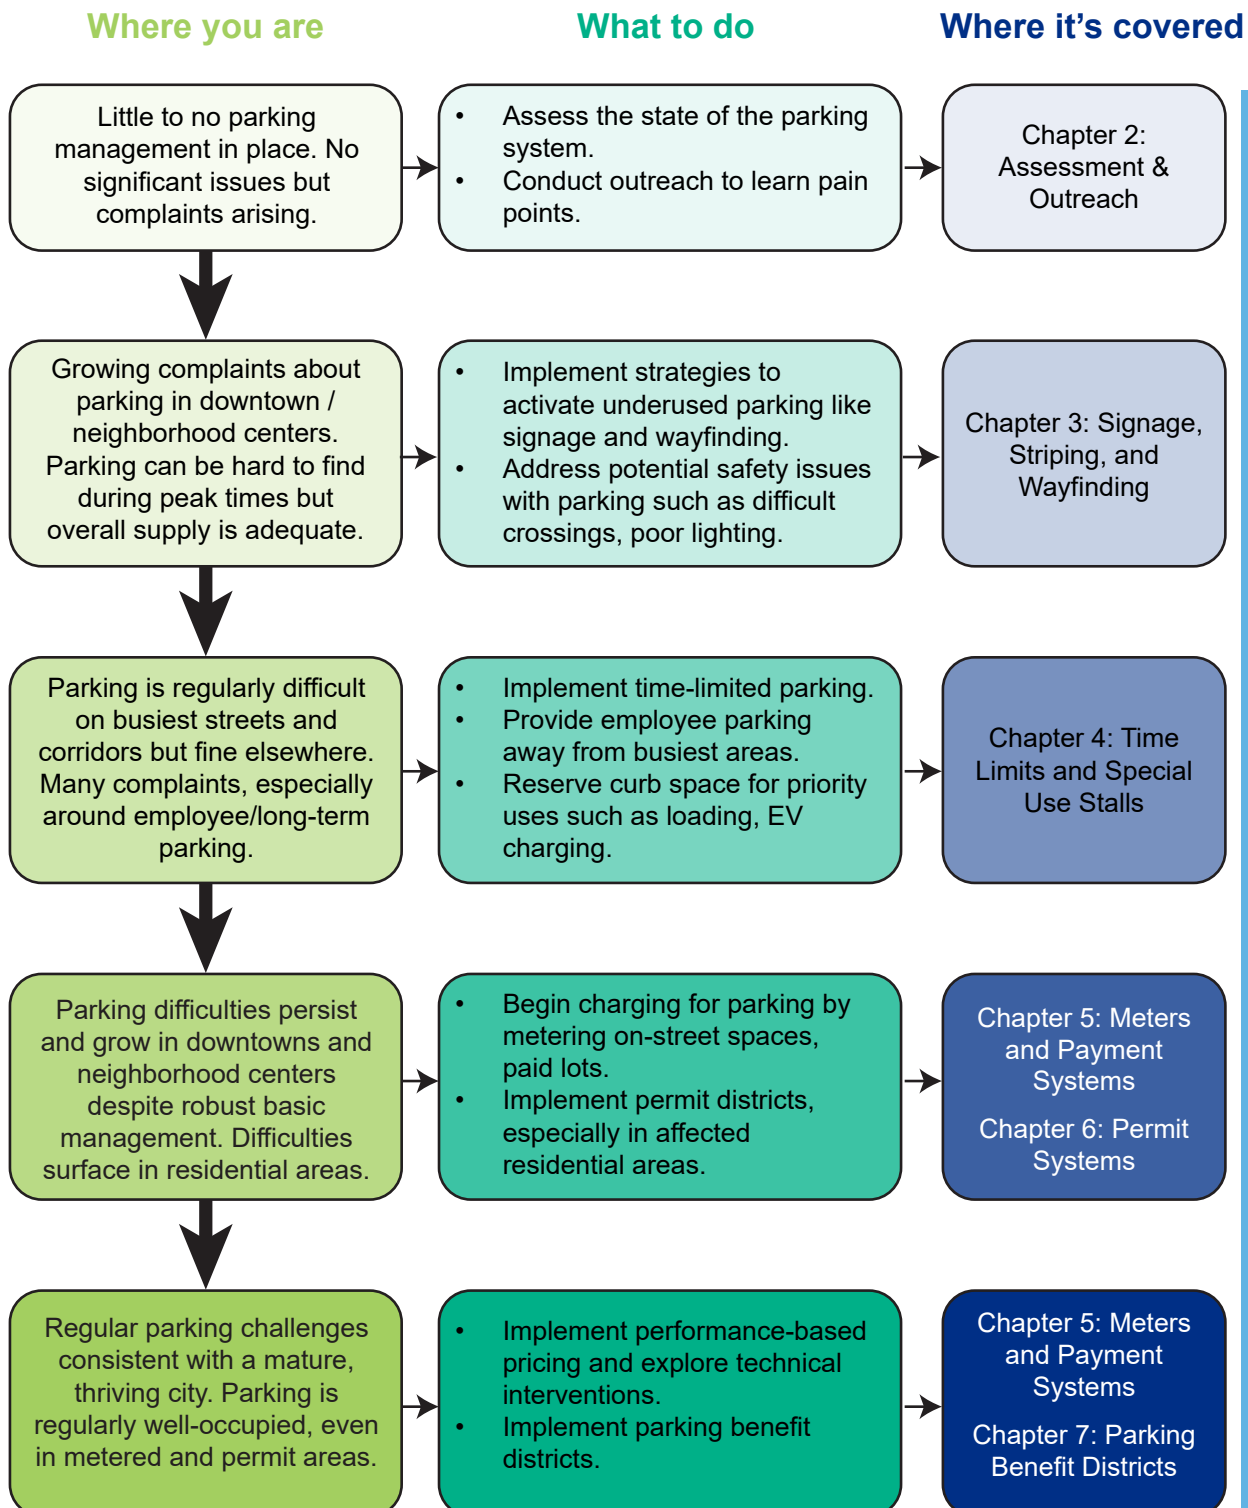 Where you are
What to do
Where it's covered
Little to no parking
management in place. No
significant issues but
complaints arising.
• Assess the state of the parking
system.
• Conduct outreach to learn pain
points.
Chapter 2:
Assessment &
Outreach
Growing complaints about
parking in downtown /
neighborhood centers.
Parking can be hard to find
during peak times but
overall supply is adequate.
• Implement strategies to
activate underused parking like
signage and wayfinding.
• Address potential safety issues
with parking such as difficult
crossings, poor lighting.
Chapter 3: Signage,
Striping, and
Wayfinding
Parking is regularly difficult
on busiest streets and
corridors but fine elsewhere.
Many complaints, especially
around employee/long-term
parking.
• Implement time-limited parking.
• Provide employee parking
away from busiest areas.
• Reserve curb space for priority
uses such as loading, EV
charging.
Chapter 4: Time
Limits and Special
Use Stalls
Parking difficulties persist
and grow in downtowns and
neighborhood centers
despite robust basic
management. Difficulties
surface in residential areas.
• Begin charging for parking by
metering on-street spaces,
paid lots.
• Implement permit districts,
especially in affected
residential areas.
Chapter 5: Meters
and Payment
Systems
Chapter 6: Permit
Systems
Regular parking challenges
consistent with a mature,
thriving city. Parking is
regularly well-occupied, even
in metered and permit areas.
• Implement performance-based
pricing and explore technical
interventions.
• Implement parking benefit
districts.
Chapter 5: Meters
and Payment
Systems
Chapter 7: Parking
Benefit Districts